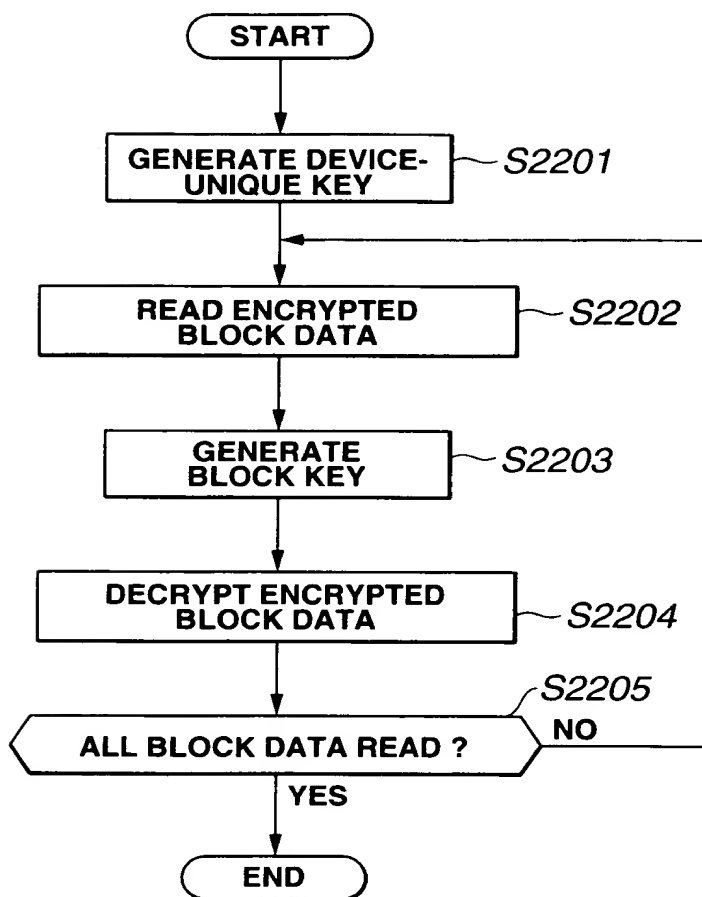 START
GENERATE DEVICE-
UNIQUE KEY
S2201
READ ENCRYPTED
BLOCK DATA
S2202
GENERATE
BLOCK KEY
S2203
DECRYPT ENCRYPTED
BLOCK DATA
S2204
S2205
ALL BLOCK DATA READ ?
NO
YES
END